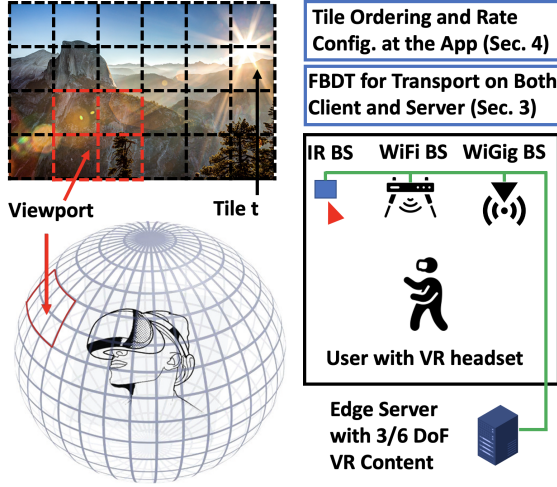 Tile Ordering and Rate
Config. at the App (Sec. 4)
FBDT for Transport on Both
Client and Server (Sec. 3)
IR BS
WiFi BS
WiGig BS
Viewport
Tile t
User with VR headset
Edge Server
with 3/6 DoF
VR Content